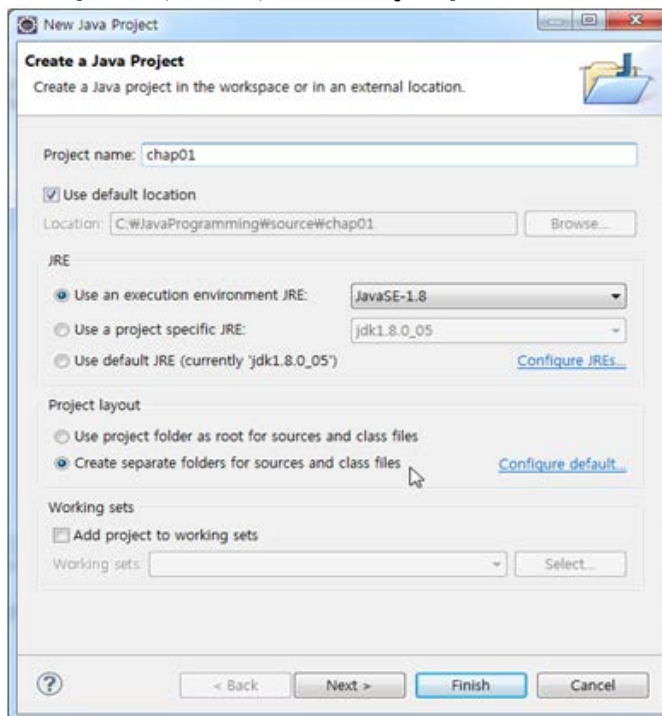 New Java Project
Create a Java Project
Create a Java project in the workspace or in an external location.
Project name: chap01
Use default location
Location: C:₩JavaProgramming₩source₩chap01 Browse...
JRE
Use an execution environment JRE: JavaSE-1.8
Use a project specific JRE: jdk1.8.0_05
Use default JRE (currently 'jdk1.8.0_05') Configure JREs...
Project layout
Use project folder as root for sources and class files
Create separate folders for sources and class files Configure default...
Working sets
Add project to working sets
Working sets: Select...
< Back Next > Finish Cancel